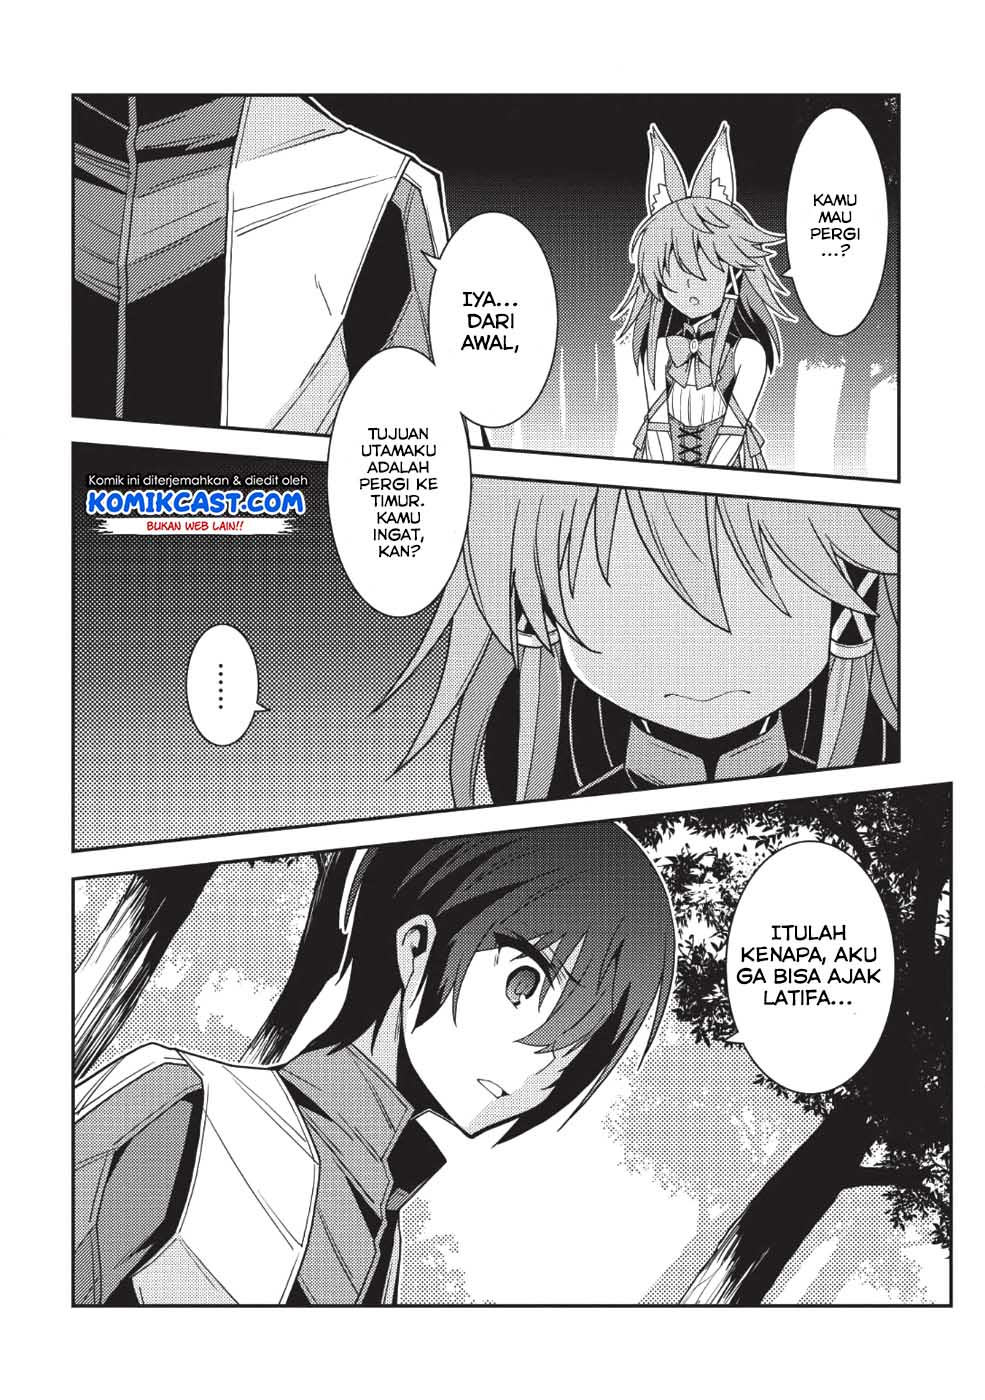 KAMU
MAU
PERGI
...?
IYA...
DARI
AWAL,
TUJUAN
UTAMAKU
ADALAH
PERGI KE
TIMUR.
KAMU
INGAT,
KAN?
Komik ini diterjemahkan & diedit oleh
KOMIKCAST.COM
BUKAN WEB LAIN!!
......
ITULAH
KENAPA, AKU
GA BISA AJAK
LATIFA...